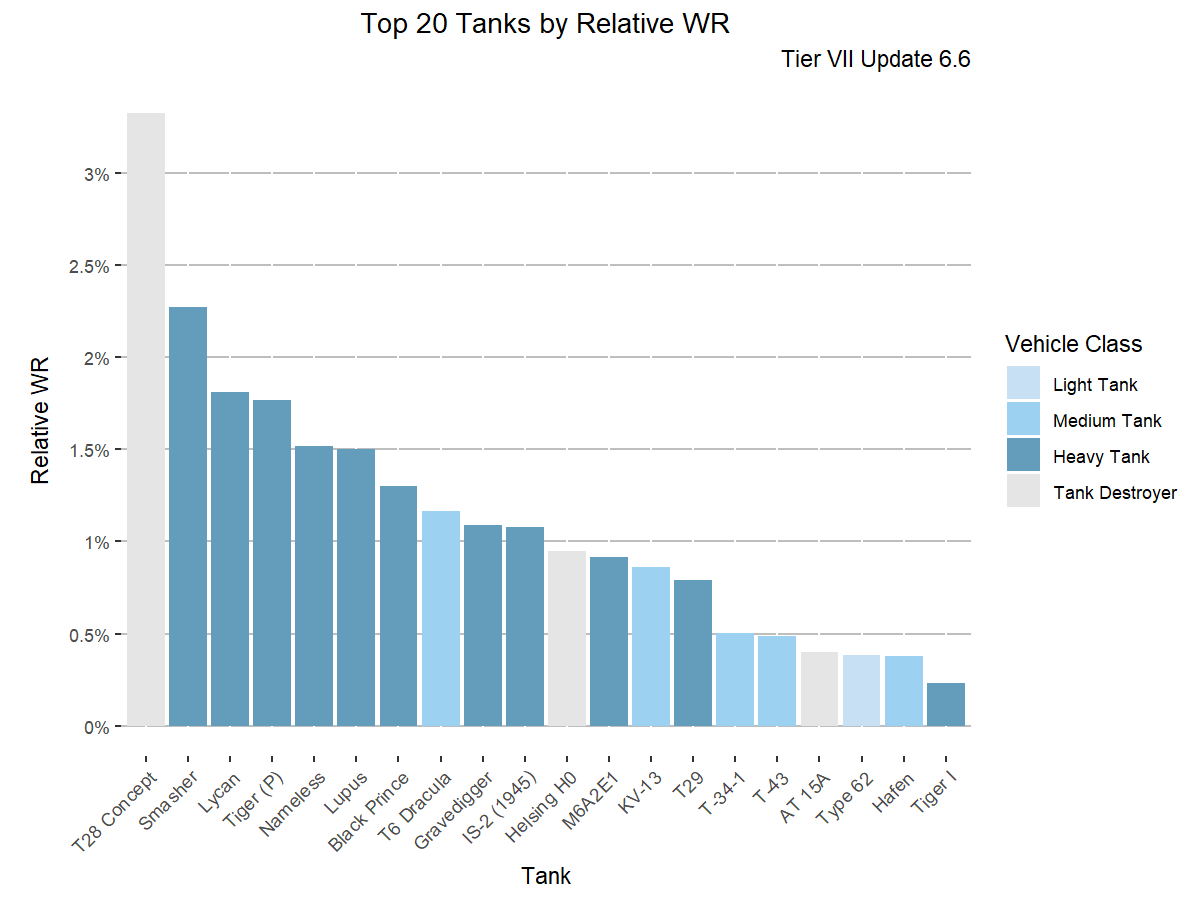 Top 20 Tanks by Relative WR
Tier VII Update 6.6
3%
2.5%
2%
1.5%
1%
0.5%
0%
Relative WR
T28 Concept
Smasher
Lycan
Tiger (P)
Nameless
Lupus
Black Prince
T6 Dracula
Gravedigger
IS-2 (1945)
Helsing H0
M6A2E1
KV-13
T29
T-34-1
T-43
AT 15A
Type 62
Hafen
Tiger I
Tank
Vehicle Class
Light Tank
Medium Tank
Heavy Tank
Tank Destroyer